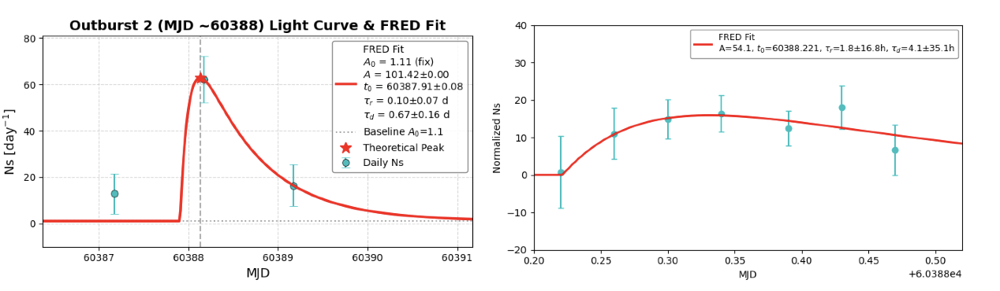 Outburst 2 (MJD ~60388) Light Curve & FRED Fit
Ns [day⁻¹]
80
60
40
20
0
FRED Fit
A₀ = 1.11 (fix)
A = 101.42±0.00
t₀ = 60387.91±0.08
τᵣ = 0.10±0.07 d
τ_d = 0.67±0.16 d
Baseline A₀=1.1
Theoretical Peak
Daily Ns
60387 60388 60389 60390 60391
MJD
Normalized Ns
40
30
20
10
0
−10
−20
FRED Fit
A=54.1, t₀=60388.221, τᵣ=1.8±16.8h, τ_d=4.1±35.1h
0.20 0.25 0.30 0.35 0.40 0.45 0.50
MJD
+6.0388e4